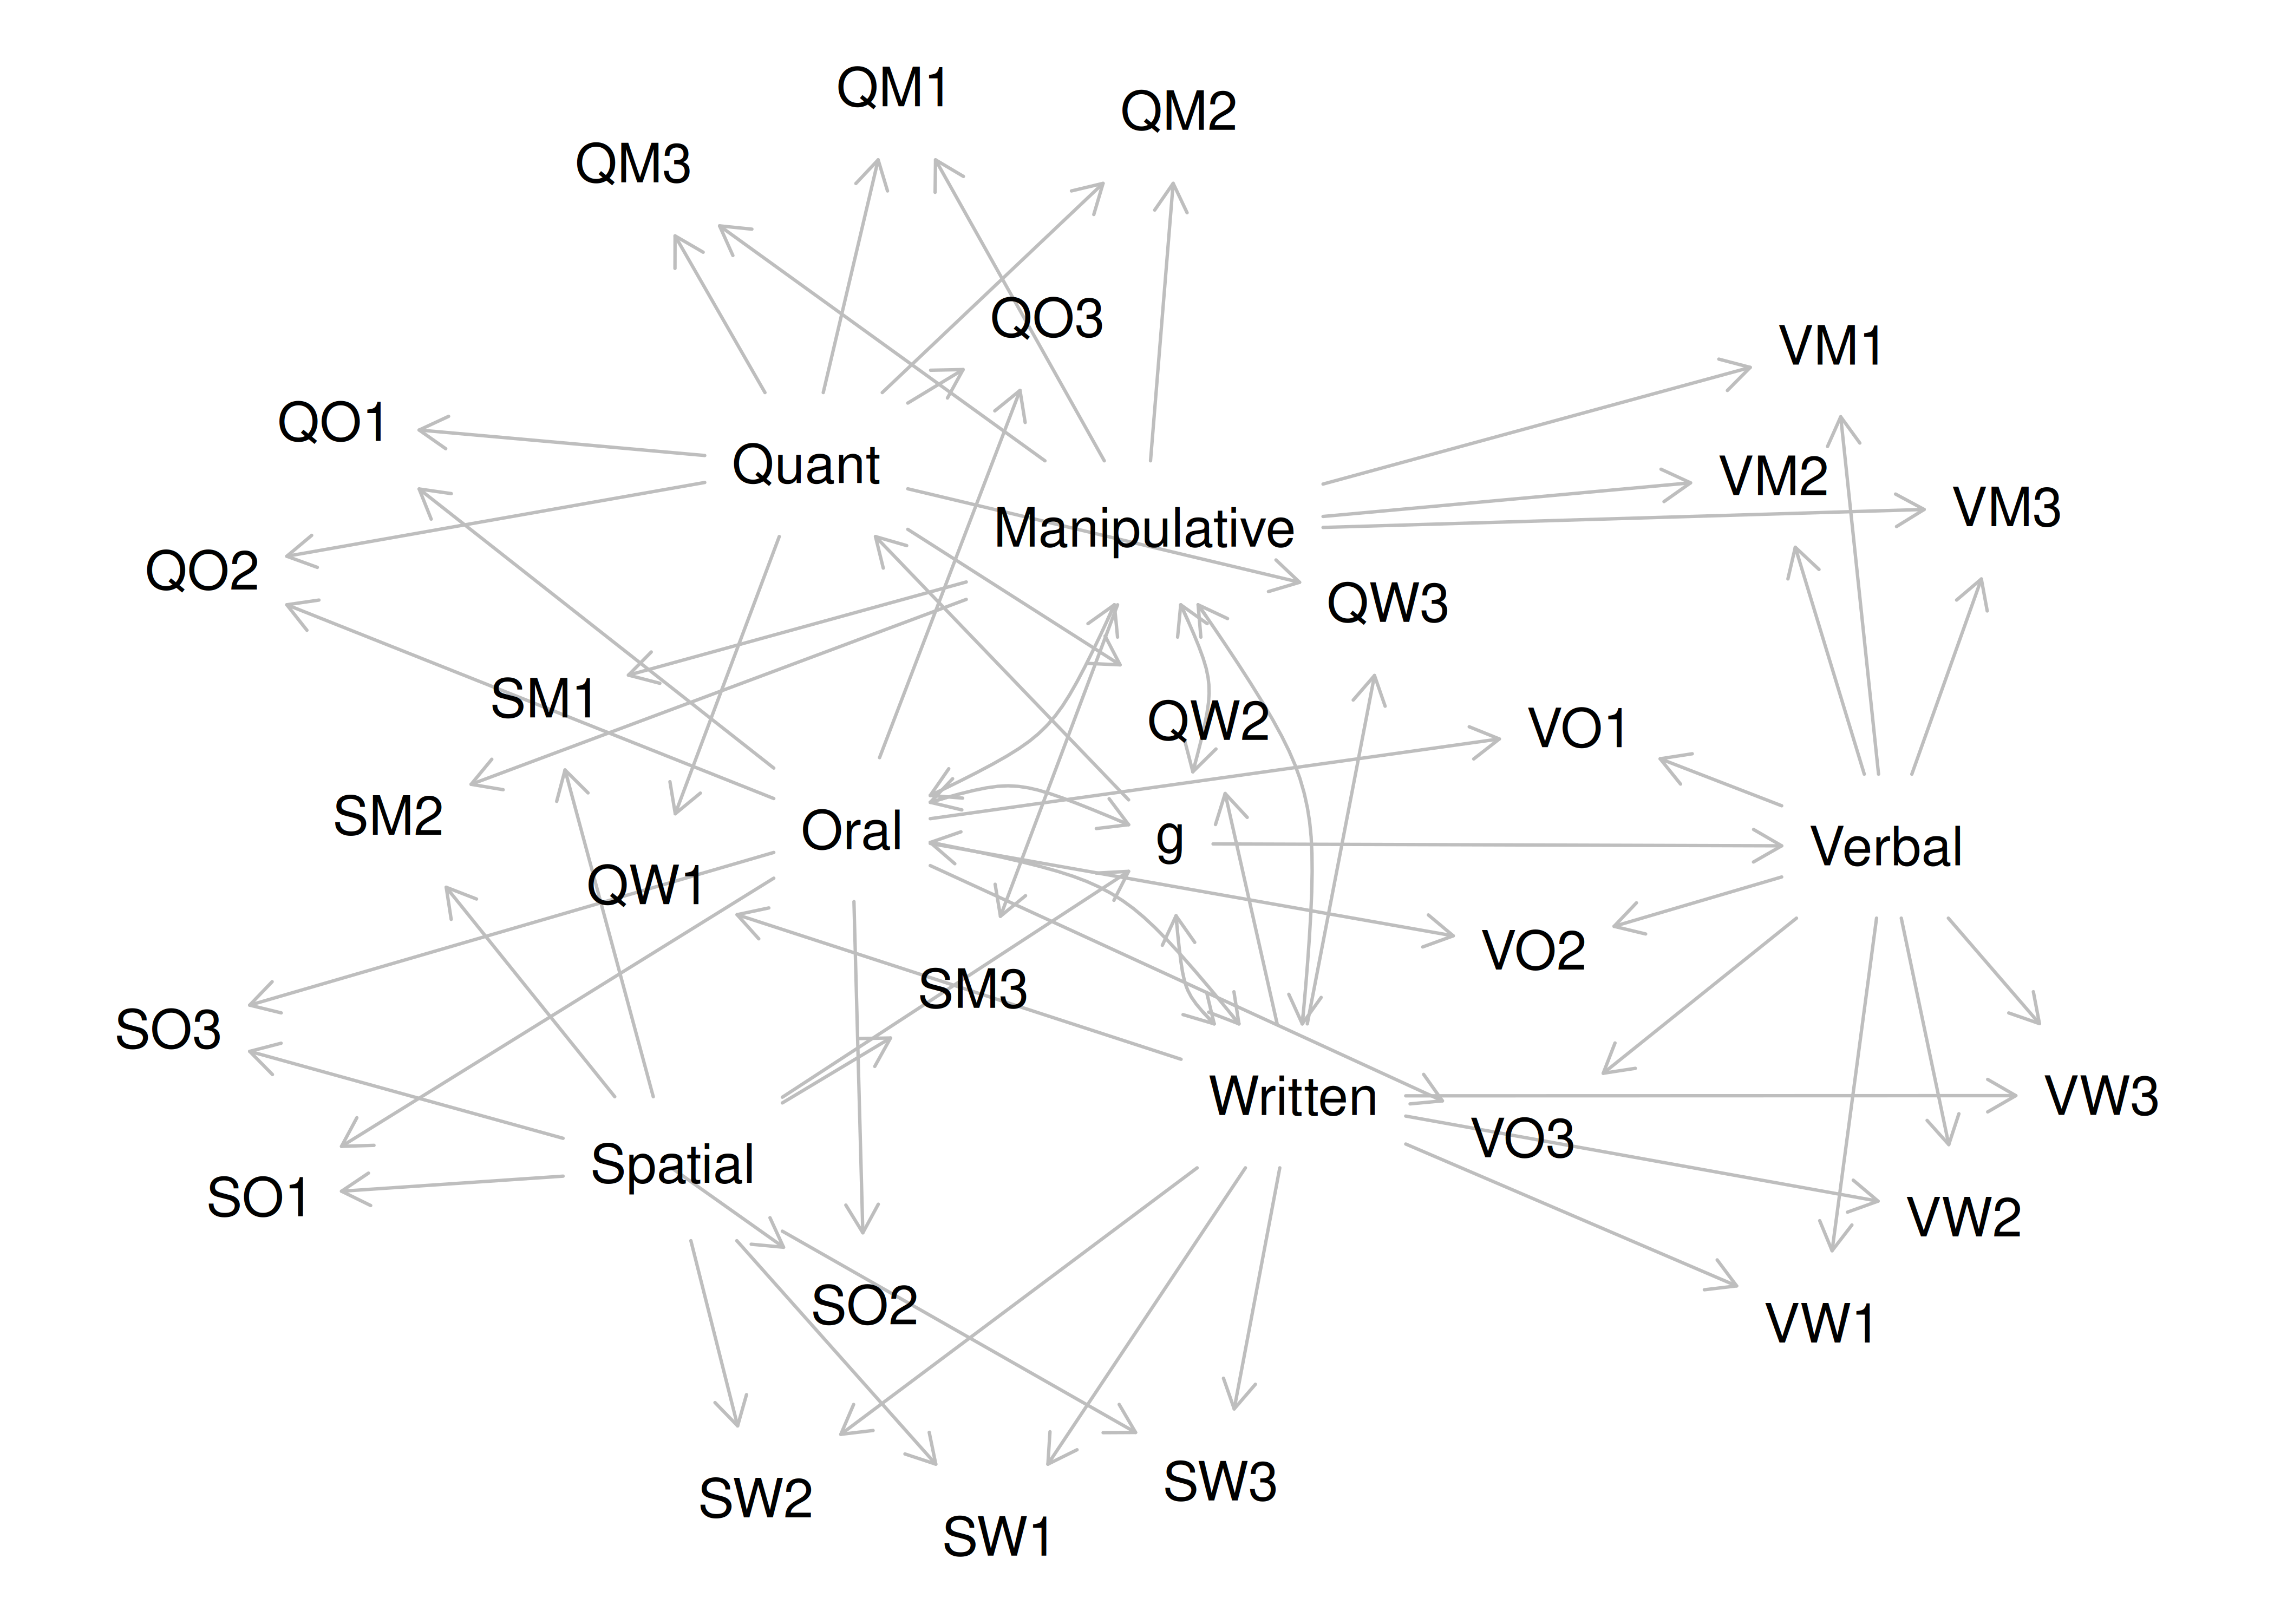 QM1
QM2
QM3
QO3
VM1
QO1
Quant
VM2
VM3
Manipulative
QO2
QW3
SM1
QW2
VO1
SM2
Oral
g
Verbal
QW1
VO2
SM3
SO3
Written
VW3
VO3
Spatial
SO1
VW2
SO2
VW1
SW3
SW2
SW1